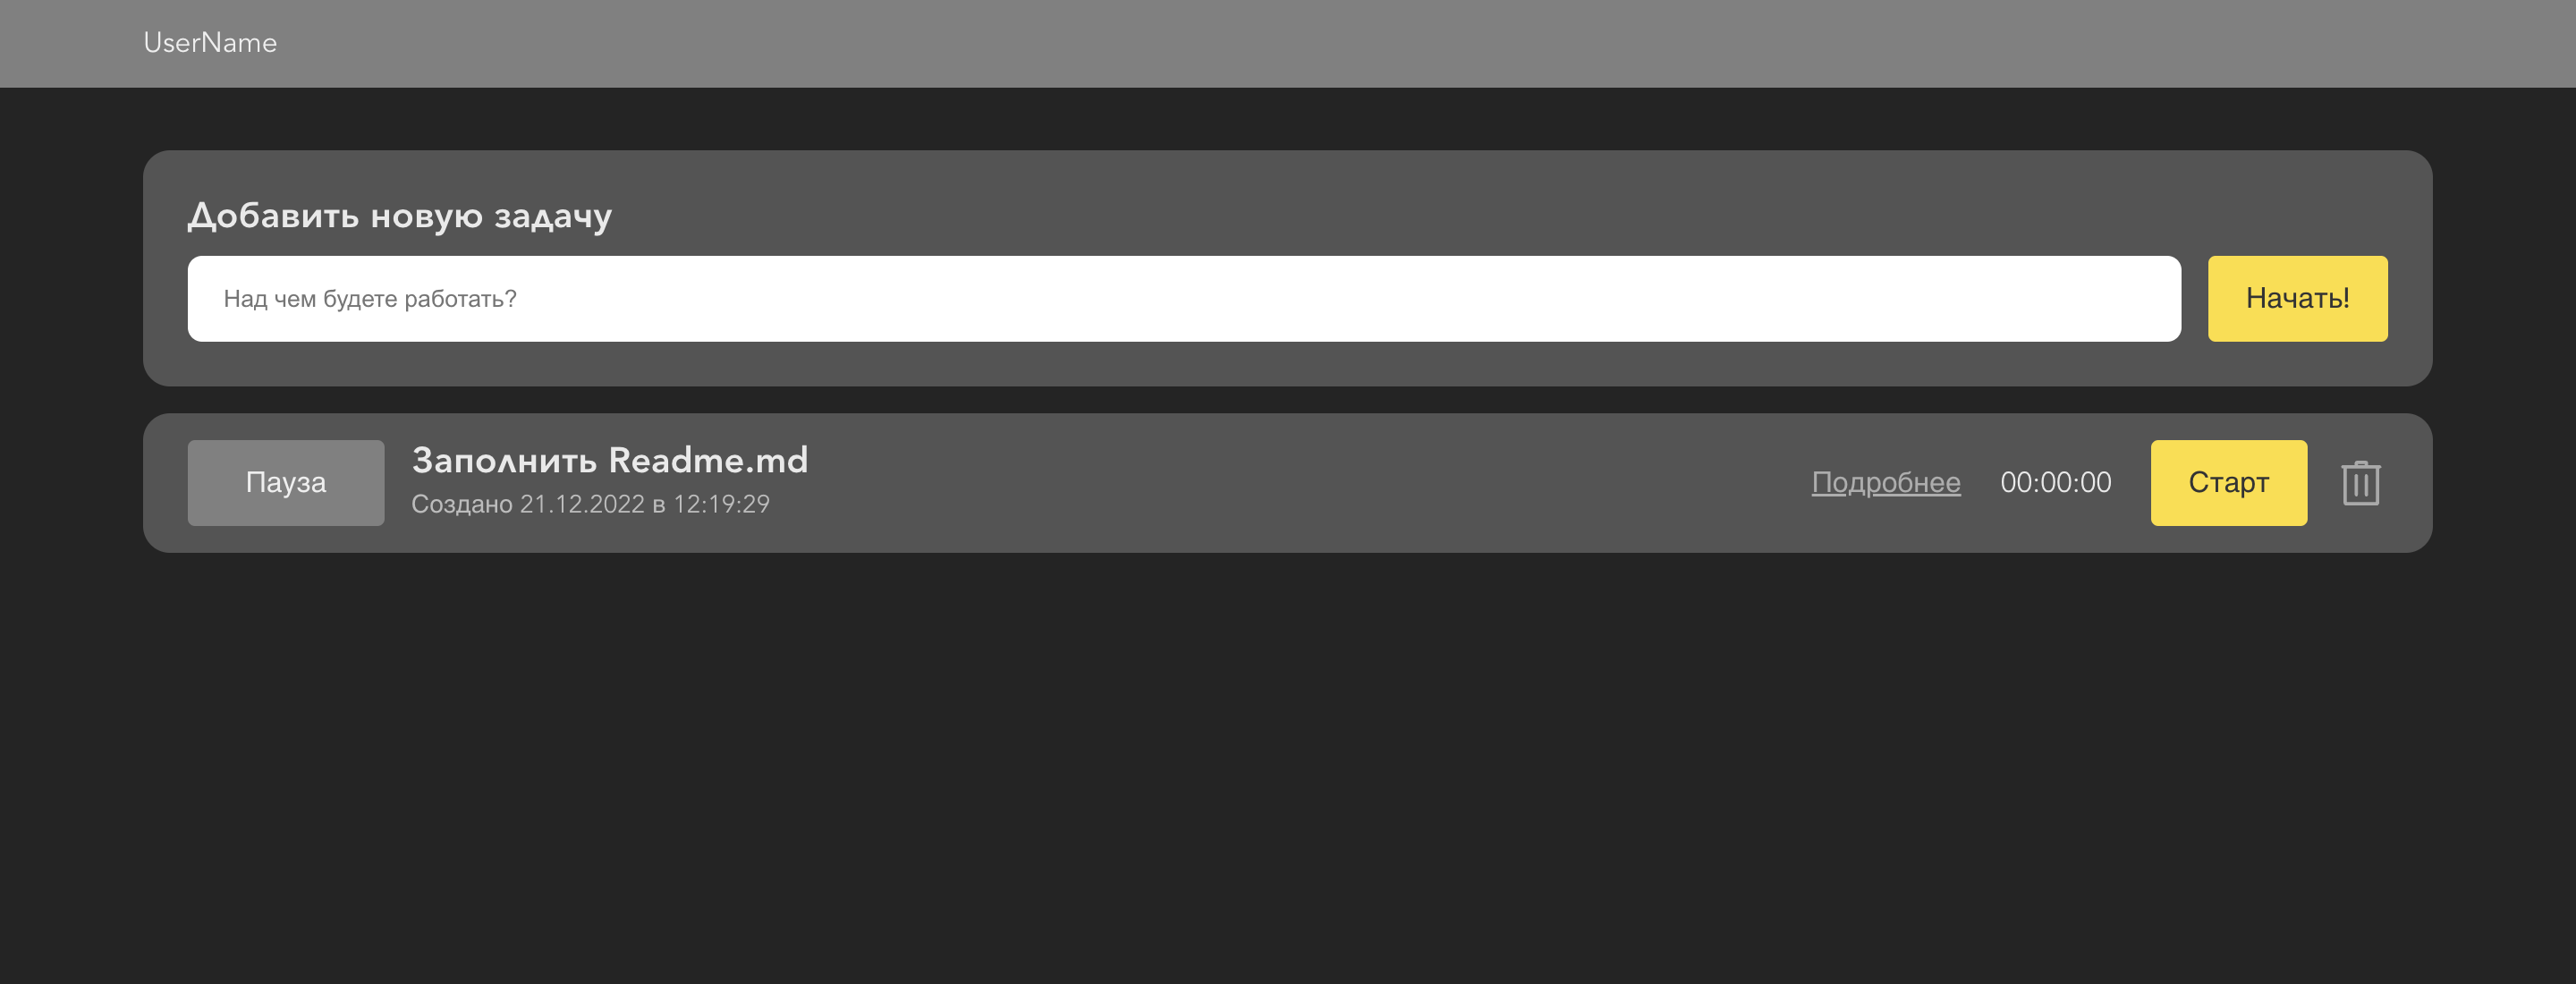 UserName
Добавить новую задачу
Над чем будете работать?
Начать!
Пауза
Заполнить Readme.md
Создано 21.12.2022 в 12:19:29
Подробнее
00:00:00
Старт